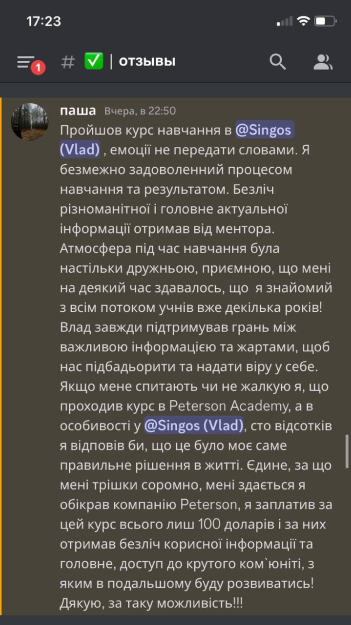 17:23
1
# ✅ | отзывы
паша Вчера, в 22:50
Пройшов курс навчання в @Singos
(Vlad) , емоції не передати словами. Я
безмежно задоволенний процесом
навчання та результатом. Безліч
різноманітної і головне актуальної
інформації отримав від ментора.
Атмосфера під час навчання була
настільки дружньою, приємною, що мені
на деякий час здавалось, що я знайомий
з всім потоком учнів вже декілька років!
Влад завжди підтримував грань між
важливою інформацією та жартами, щоб
нас підбадьорити та надати віру у себе.
Якщо мене спитають чи не жалкую я, що
проходив курс в Peterson Academy, а в
особивості у @Singos (Vlad), сто відсотків
я відповів би, що це було моє саме
правильне рішення в житті. Єдине, за що
мені трішки соромно, мені здається я
обікрав компанію Peterson, я заплатив за
цей курс всього лиш 100 доларів і за них
отримав безліч корисної інформації та
головне, доступ до крутого ком`юніті, з
яким в подальшому буду розвиватись!
Дякую, за таку можливість!!!